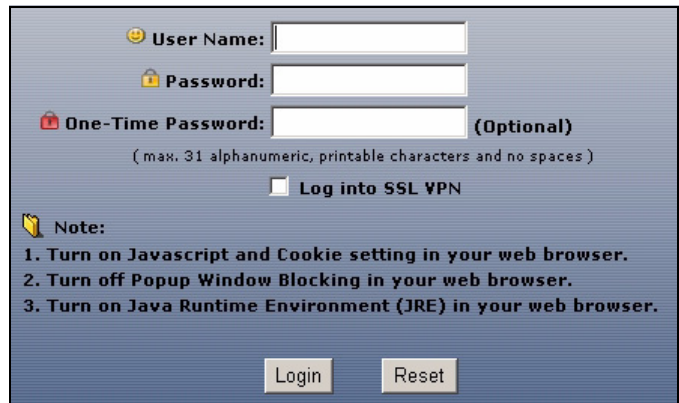 User Name:
Password:
One-Time Password: (Optional)
( max. 31 alphanumeric, printable characters and no spaces )
Log into SSL VPN
Note:
1. Turn on Javascript and Cookie setting in your web browser.
2. Turn off Popup Window Blocking in your web browser.
3. Turn on Java Runtime Environment (JRE) in your web browser.
Login Reset